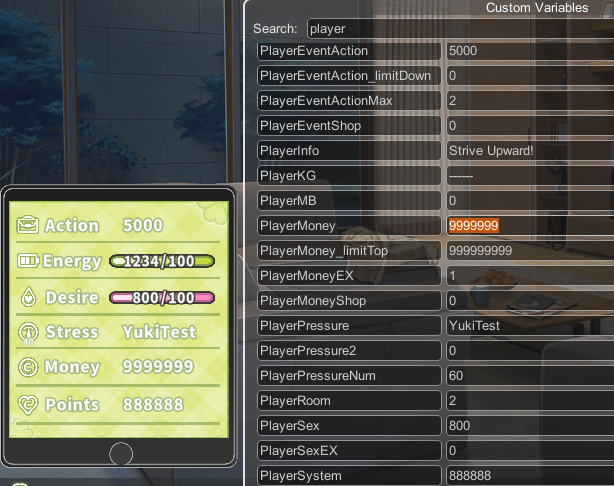 Custom Variables
Search: player
PlayerEventAction 5000
PlayerEventAction_limitDown 0
PlayerEventActionMax 2
PlayerEventShop 0
PlayerInfo Strive Upward!
PlayerKG ------
PlayerMB 0
PlayerMoney 9999999
PlayerMoney_limitTop 999999999
PlayerMoneyEX 1
PlayerMoneyShop 0
PlayerPressure YukiTest
PlayerPressure2 0
PlayerPressureNum 60
PlayerRoom 2
PlayerSex 800
PlayerSexEX 0
PlayerSystem 888888
Action 5000
Energy 1234/100
Desire 800/100
Stress YukiTest
Money 9999999
Points 888888